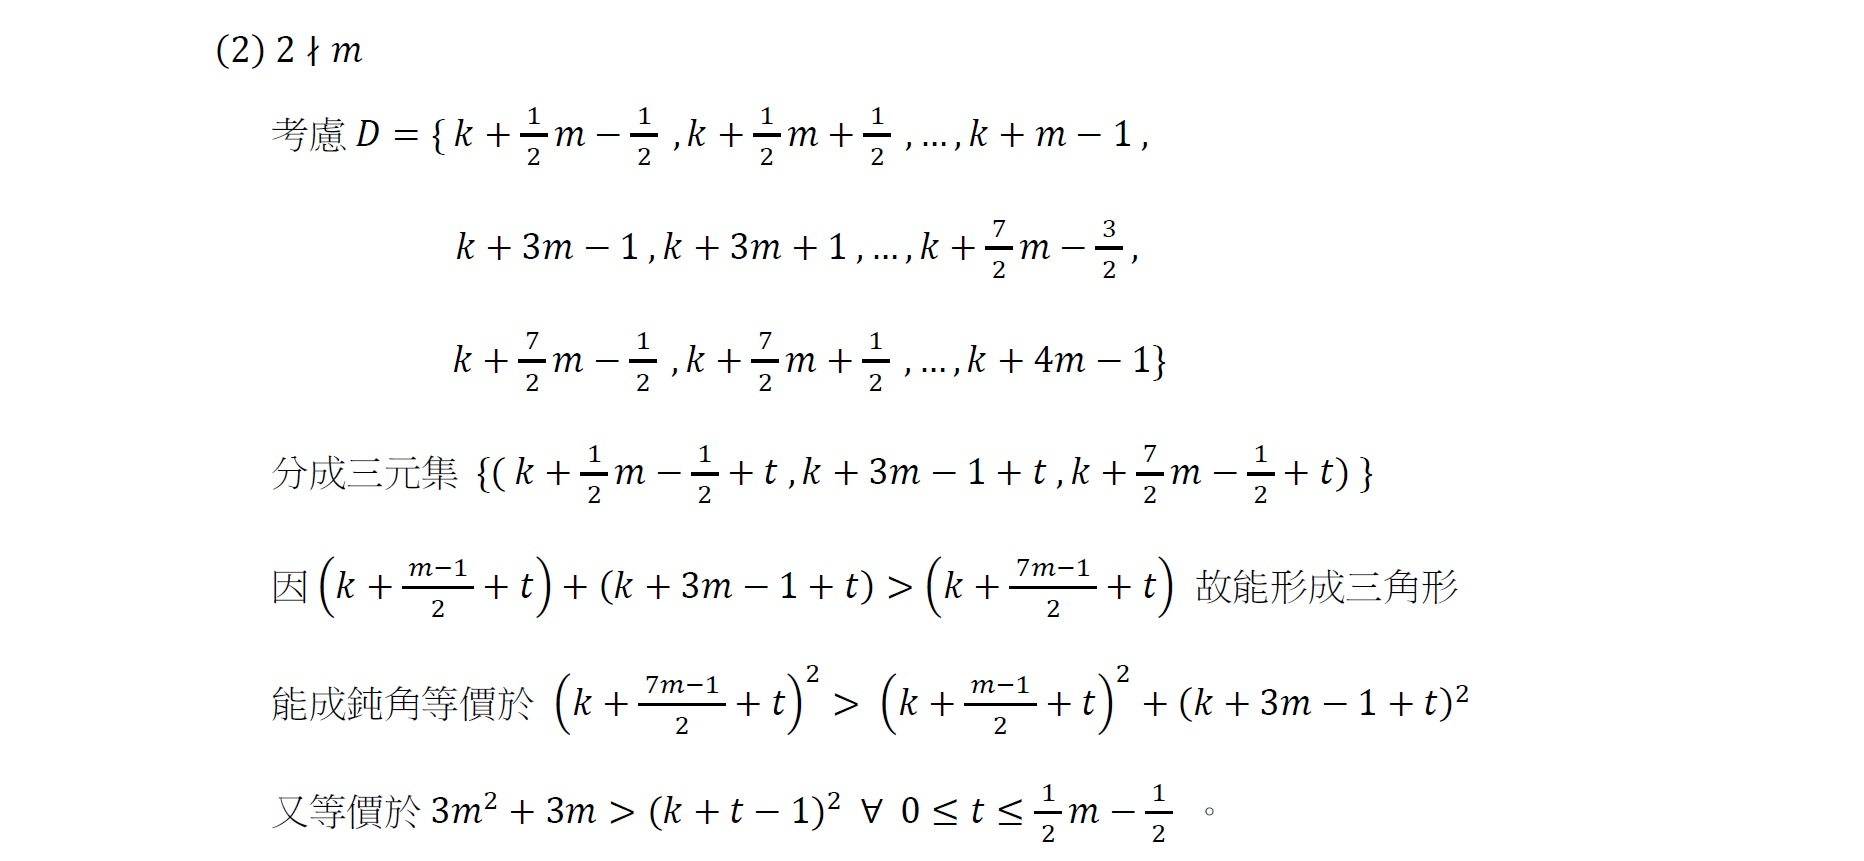 (2) 2 ∤ m
考慮 D = { k + 1/2 m − 1/2 , k + 1/2 m + 1/2 , … , k + m − 1 ,
k + 3m − 1 , k + 3m + 1 , … , k + 7/2 m − 3/2 ,
k + 7/2 m − 1/2 , k + 7/2 m + 1/2 , … , k + 4m − 1}
分成三元集 {( k + 1/2 m − 1/2 + t , k + 3m − 1 + t , k + 7/2 m − 1/2 + t) }
因 (k + (m−1)/2 + t) + (k + 3m − 1 + t) > (k + (7m−1)/2 + t) 故能形成三角形
能成鈍角等價於 (k + (7m−1)/2 + t)² > (k + (m−1)/2 + t)² + (k + 3m − 1 + t)²
又等價於 3m² + 3m > (k + t − 1)² ∀ 0 ≤ t ≤ 1/2 m − 1/2 。